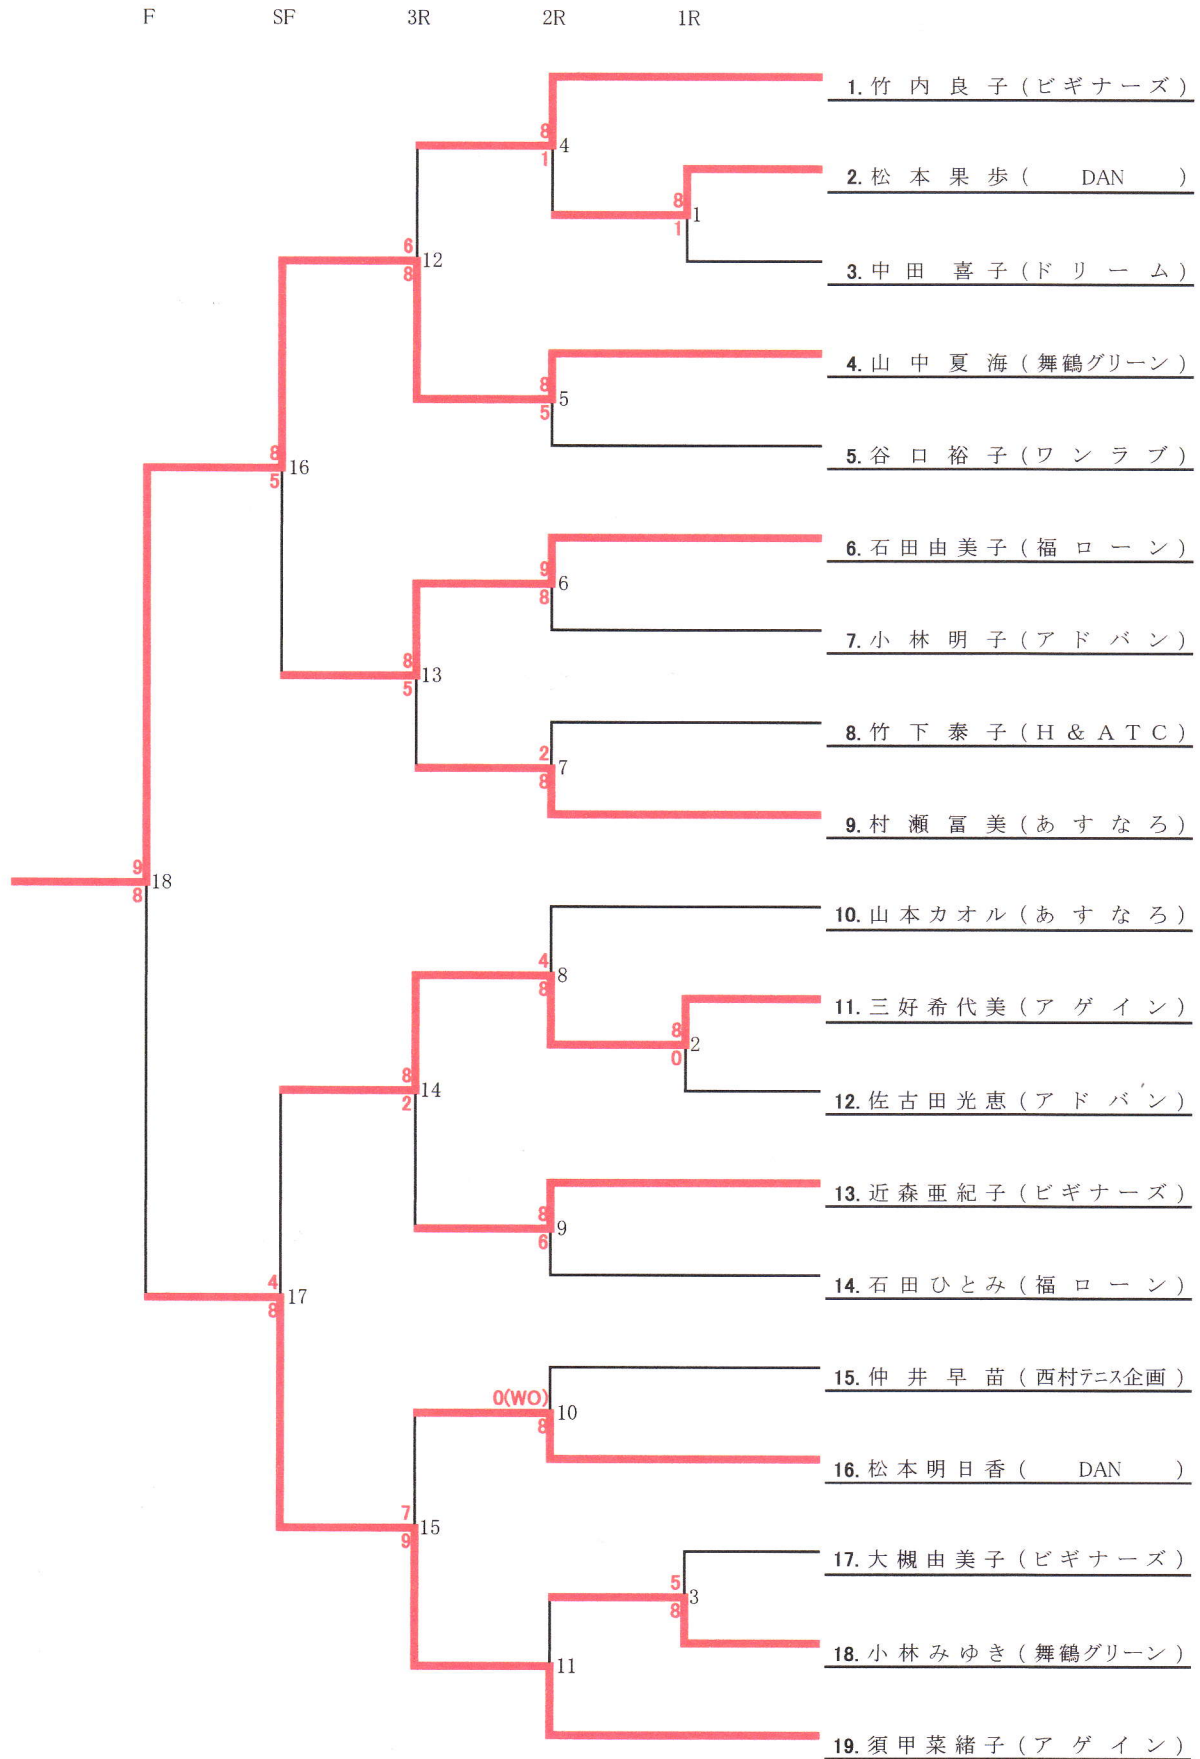 F SF 3R 2R 1R
1. 竹内良子(ビギナーズ)
8
4
1
2. 松本果歩( DAN )
8
1
1
3. 中田 喜子(ドリーム)
6
12
8
4. 山中夏海(舞鶴グリーン)
8
5
5
5. 谷口裕子(ワンラブ)
8
16
5
6. 石田由美子(福ローン)
9
6
8
7. 小林明子(アドバン)
8
13
5
8. 竹下泰子(H&ATC)
2
7
8
9. 村瀬冨美(あすなろ)
9
18
8
10. 山本カオル(あすなろ)
4
8
8
11. 三好希代美(アゲイン)
8
2
0
12. 佐古田光恵(アドバン)
8
14
2
13. 近森亜紀子(ビギナーズ)
8
9
6
14. 石田ひとみ(福ローン)
4
17
8
15. 仲井早苗(西村テニス企画)
0(WO)
10
8
16. 松本明日香( DAN )
7
15
9
17. 大槻由美子(ビギナーズ)
5
3
8
18. 小林みゆき(舞鶴グリーン)
11
19. 須甲菜緒子(アゲイン)